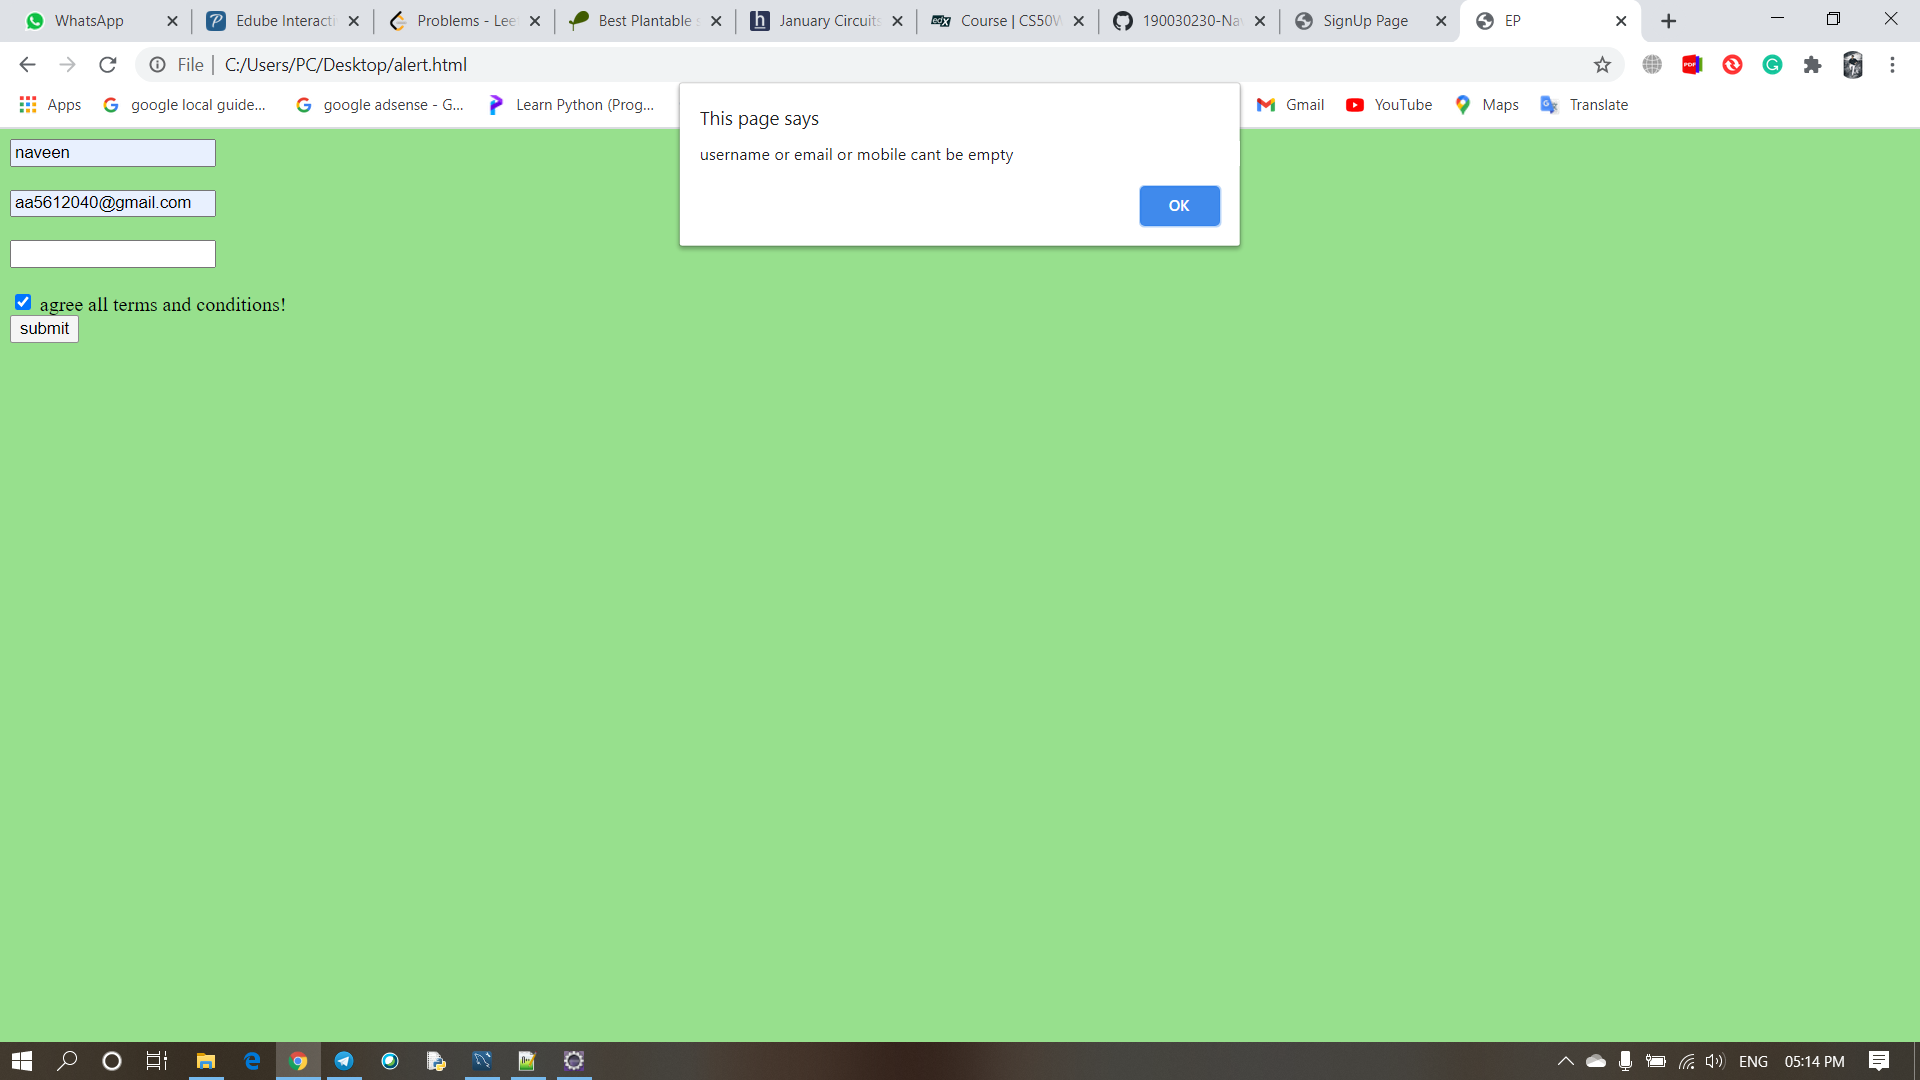 WhatsApp
Edube Interacti
Problems - Lee
Best Plantable s
January Circuits
Course | CS50W
190030230-Nav
SignUp Page
EP
File | C:/Users/PC/Desktop/alert.html
Apps
google local guide...
google adsense - G...
Learn Python (Prog...
Gmail
YouTube
Maps
Translate
This page says
username or email or mobile cant be empty
OK
naveen
aa5612040@gmail.com
agree all terms and conditions!
submit
ENG
05:14 PM